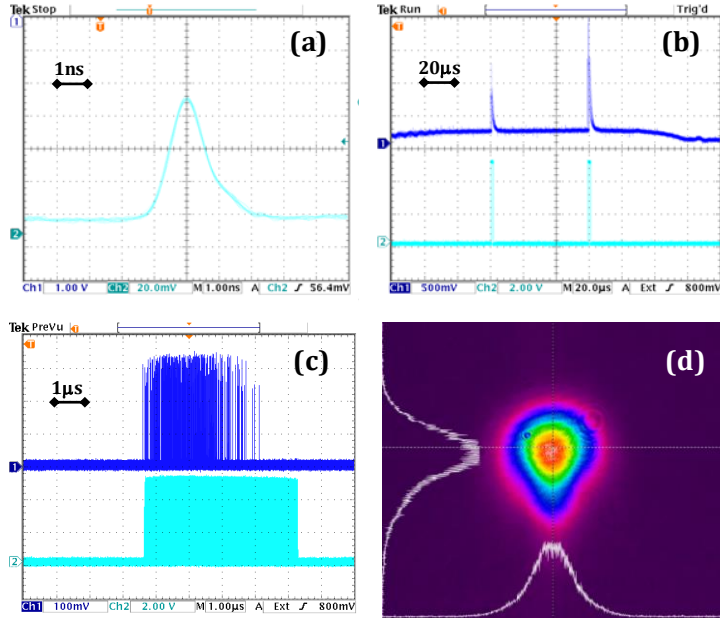 Tek Stop
1
T
T
(a)
1ns
2
Ch1 1.00 V Ch2 20.0mV M 1.00ns A Ch2 ʃ 56.4mV
Tek Run Trig'd
T
(b)
20μs
1
2
Ch1 500mV Ch2 2.00 V M 20.0μs A Ext ʃ 800mV
Tek PreVu
T
(c)
1μs
1
2
Ch1 100mV Ch2 2.00 V M 1.00μs A Ext ʃ 800mV
(d)